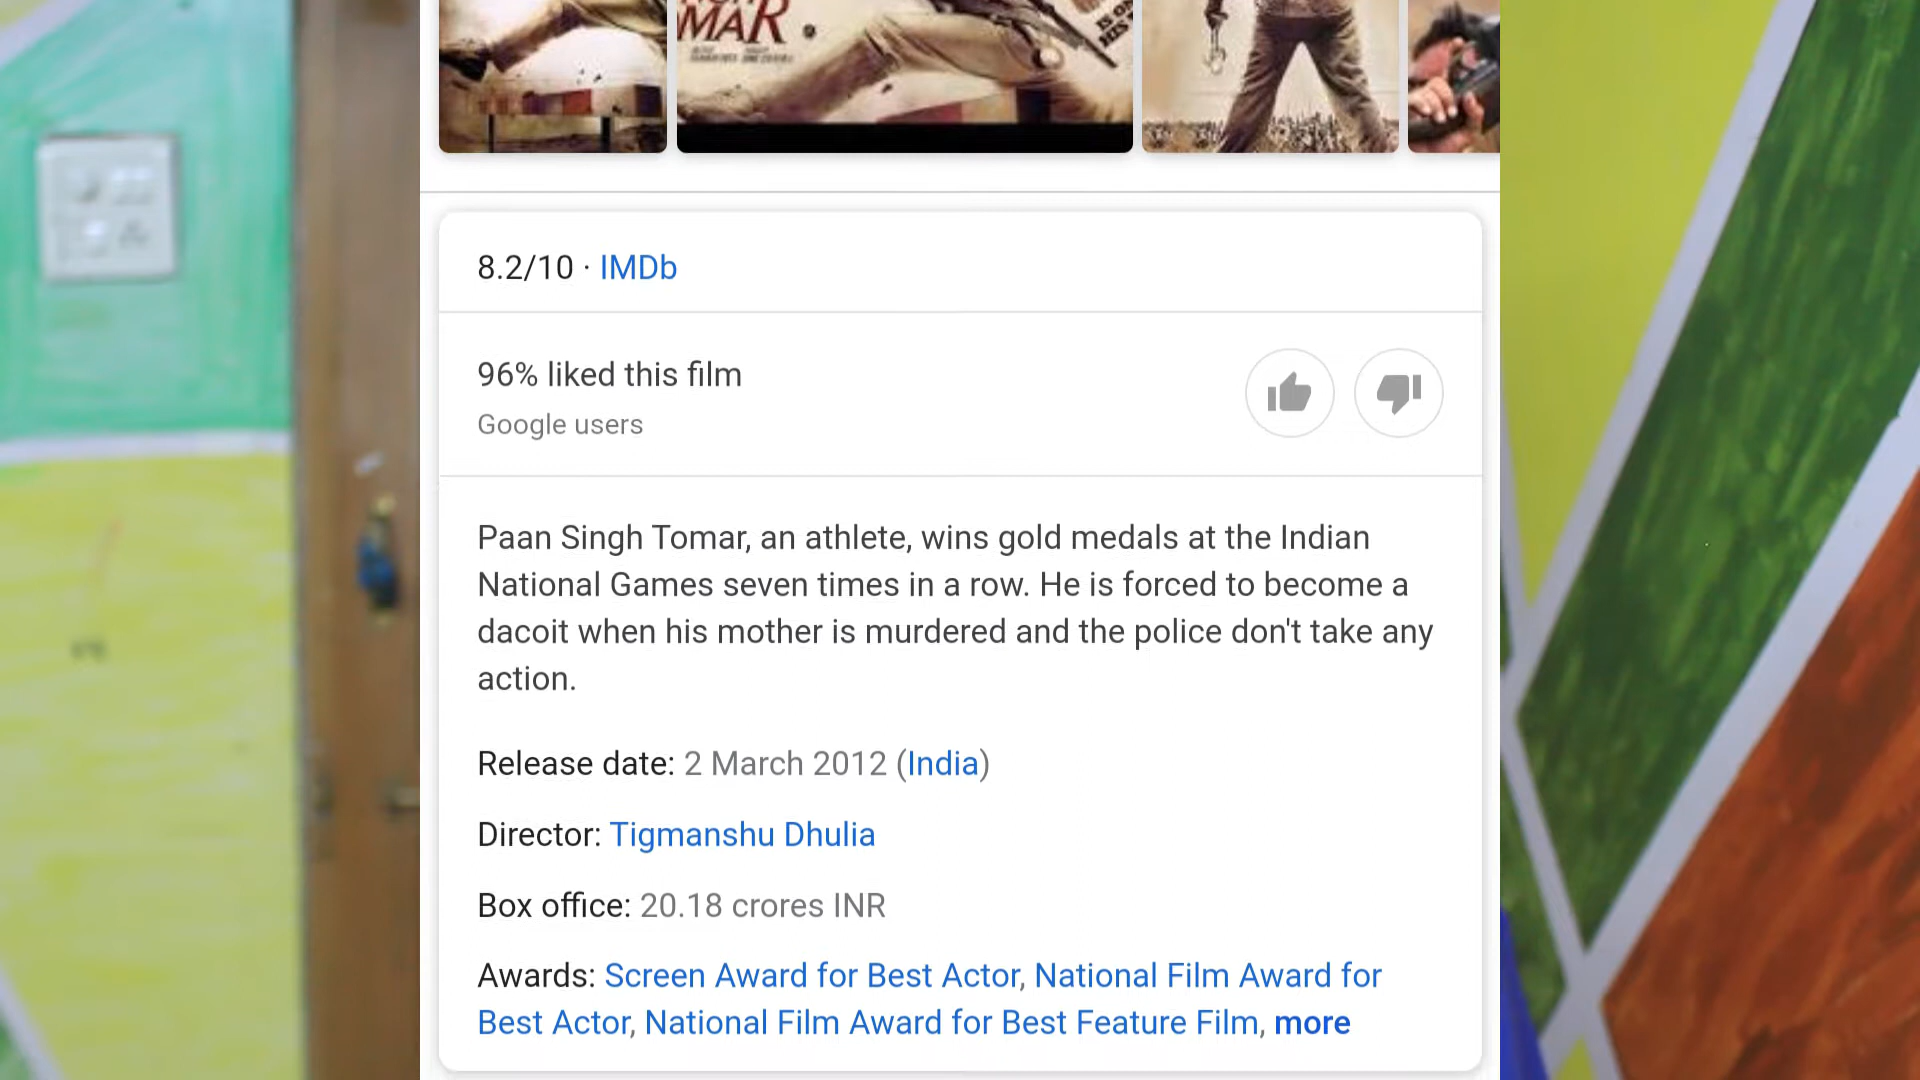 MAR
IS ON
HIS
8.2/10 · IMDb
96% liked this film
Google users
Paan Singh Tomar, an athlete, wins gold medals at the Indian
National Games seven times in a row. He is forced to become a
dacoit when his mother is murdered and the police don't take any
action.
Release date: 2 March 2012 (India)
Director: Tigmanshu Dhulia
Box office: 20.18 crores INR
Awards: Screen Award for Best Actor, National Film Award for
Best Actor, National Film Award for Best Feature Film, more